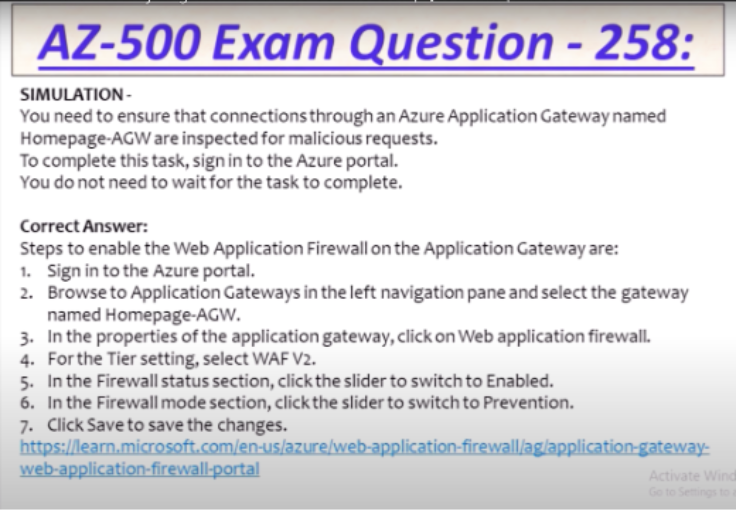 AZ-500 Exam Question - 258:
SIMULATION -
You need to ensure that connections through an Azure Application Gateway named
Homepage-AGW are inspected for malicious requests.
To complete this task, sign in to the Azure portal.
You do not need to wait for the task to complete.
Correct Answer:
Steps to enable the Web Application Firewall on the Application Gateway are:
1. Sign in to the Azure portal.
2. Browse to Application Gateways in the left navigation pane and select the gateway
named Homepage-AGW.
3. In the properties of the application gateway, click on Web application firewall.
4. For the Tier setting, select WAF V2.
5. In the Firewall status section, click the slider to switch to Enabled.
6. In the Firewall mode section, click the slider to switch to Prevention.
7. Click Save to save the changes.
https://learn.microsoft.com/en-us/azure/web-application-firewall/ag/application-gateway-
web-application-firewall-portal
Activate Wind
Go to Settings to